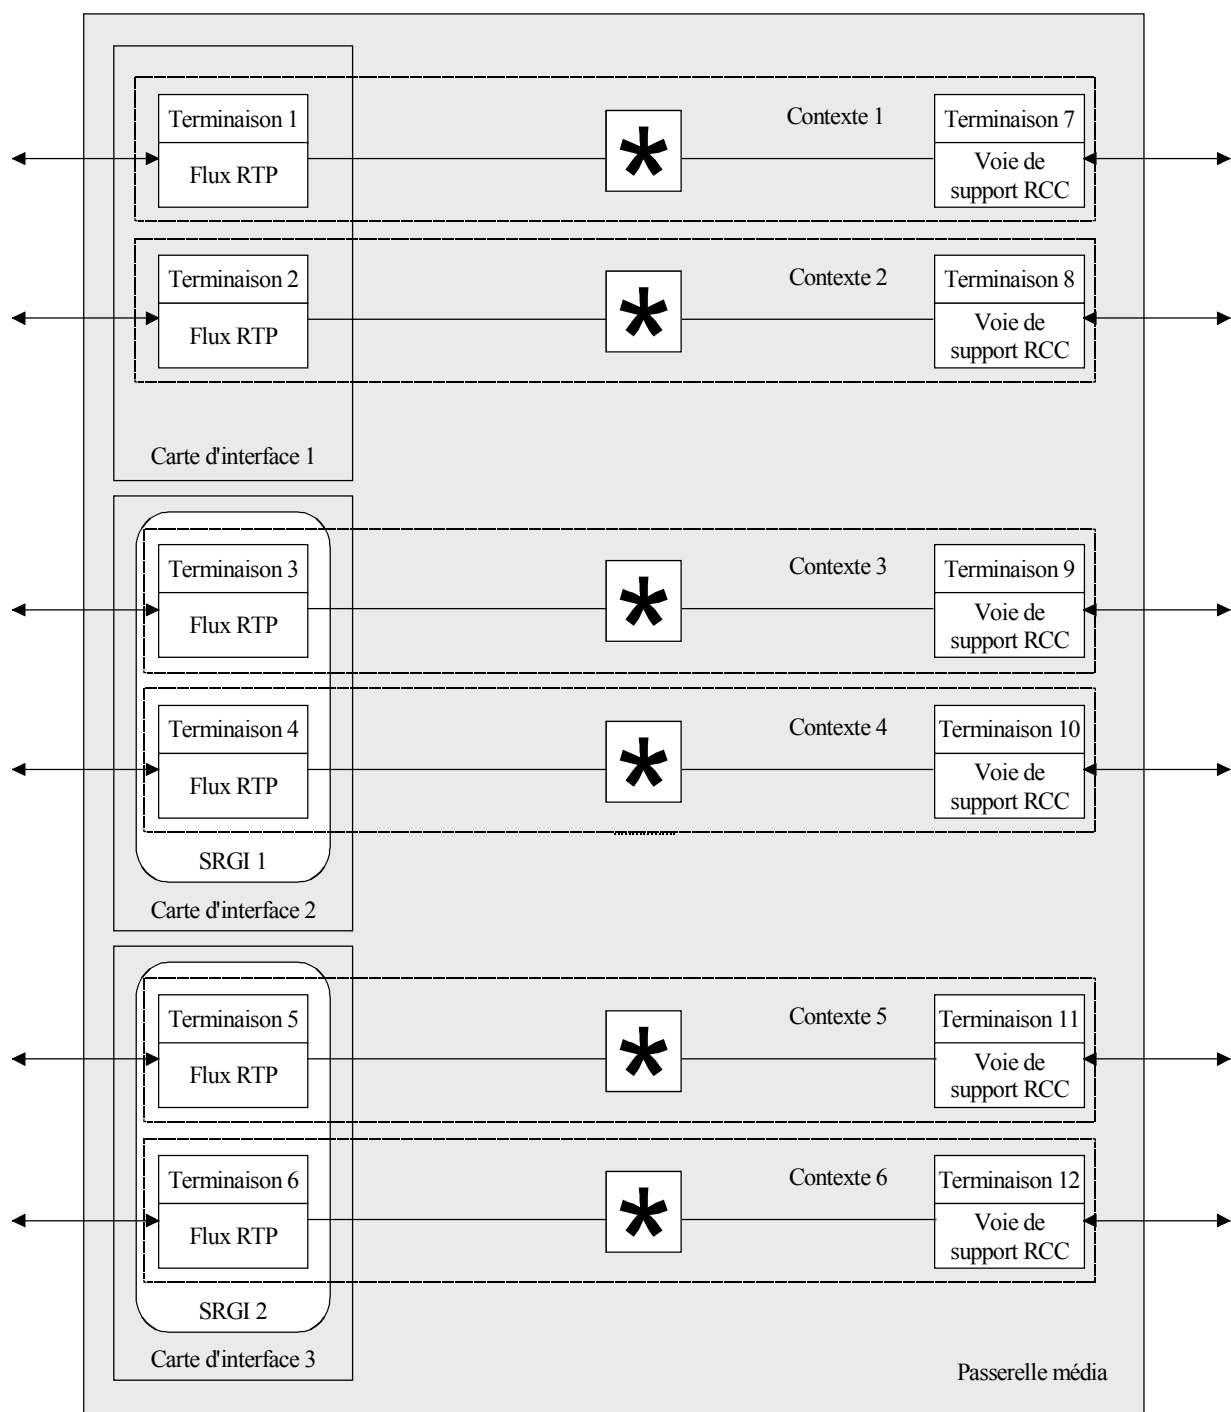 Terminaison 1
Flux RTP
*
Contexte 1
Terminaison 7
Voie de
support RCC
Terminaison 2
Flux RTP
*
Contexte 2
Terminaison 8
Voie de
support RCC
Carte d'interface 1
Terminaison 3
Flux RTP
*
Contexte 3
Terminaison 9
Voie de
support RCC
Terminaison 4
Flux RTP
*
Contexte 4
Terminaison 10
Voie de
support RCC
SRGI 1
Carte d'interface 2
Terminaison 5
Flux RTP
*
Contexte 5
Terminaison 11
Voie de
support RCC
Terminaison 6
Flux RTP
*
Contexte 6
Terminaison 12
Voie de
support RCC
SRGI 2
Carte d'interface 3
Passerelle média